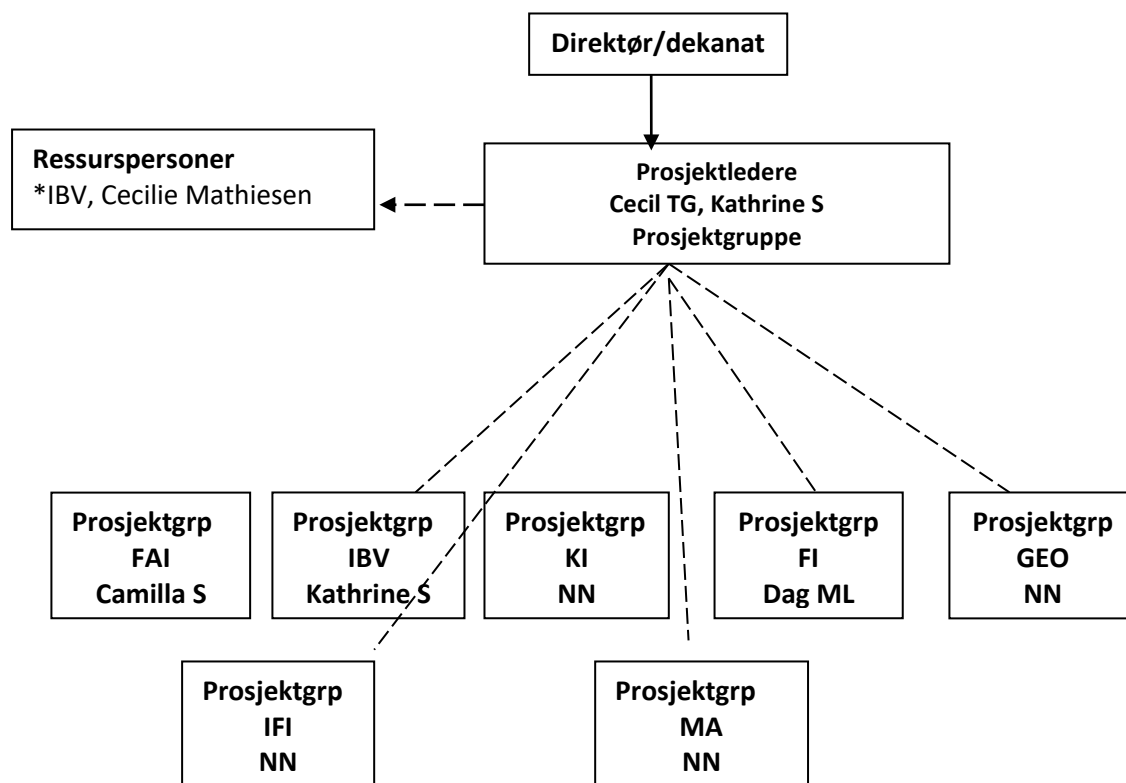 Direktør/dekanat
Ressurspersoner
*IBV, Cecilie Mathiesen
Prosjektledere
Cecil TG, Kathrine S
Prosjektgruppe
Prosjektgrp
FAI
Camilla S
Prosjektgrp
IBV
Kathrine S
Prosjektgrp
KI
NN
Prosjektgrp
FI
Dag ML
Prosjektgrp
GEO
NN
Prosjektgrp
IFI
NN
Prosjektgrp
MA
NN